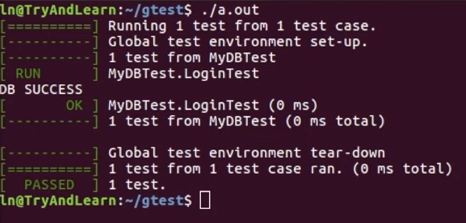 ln@TryAndLearn:~/gtest$ ./a.out
[==========] Running 1 test from 1 test case.
[----------] Global test environment set-up.
[----------] 1 test from MyDBTest
[ RUN      ] MyDBTest.LoginTest
DB SUCCESS
[       OK ] MyDBTest.LoginTest (0 ms)
[----------] 1 test from MyDBTest (0 ms total)
[----------] Global test environment tear-down
[==========] 1 test from 1 test case ran. (0 ms total)
[  PASSED  ] 1 test.
ln@TryAndLearn:~/gtest$